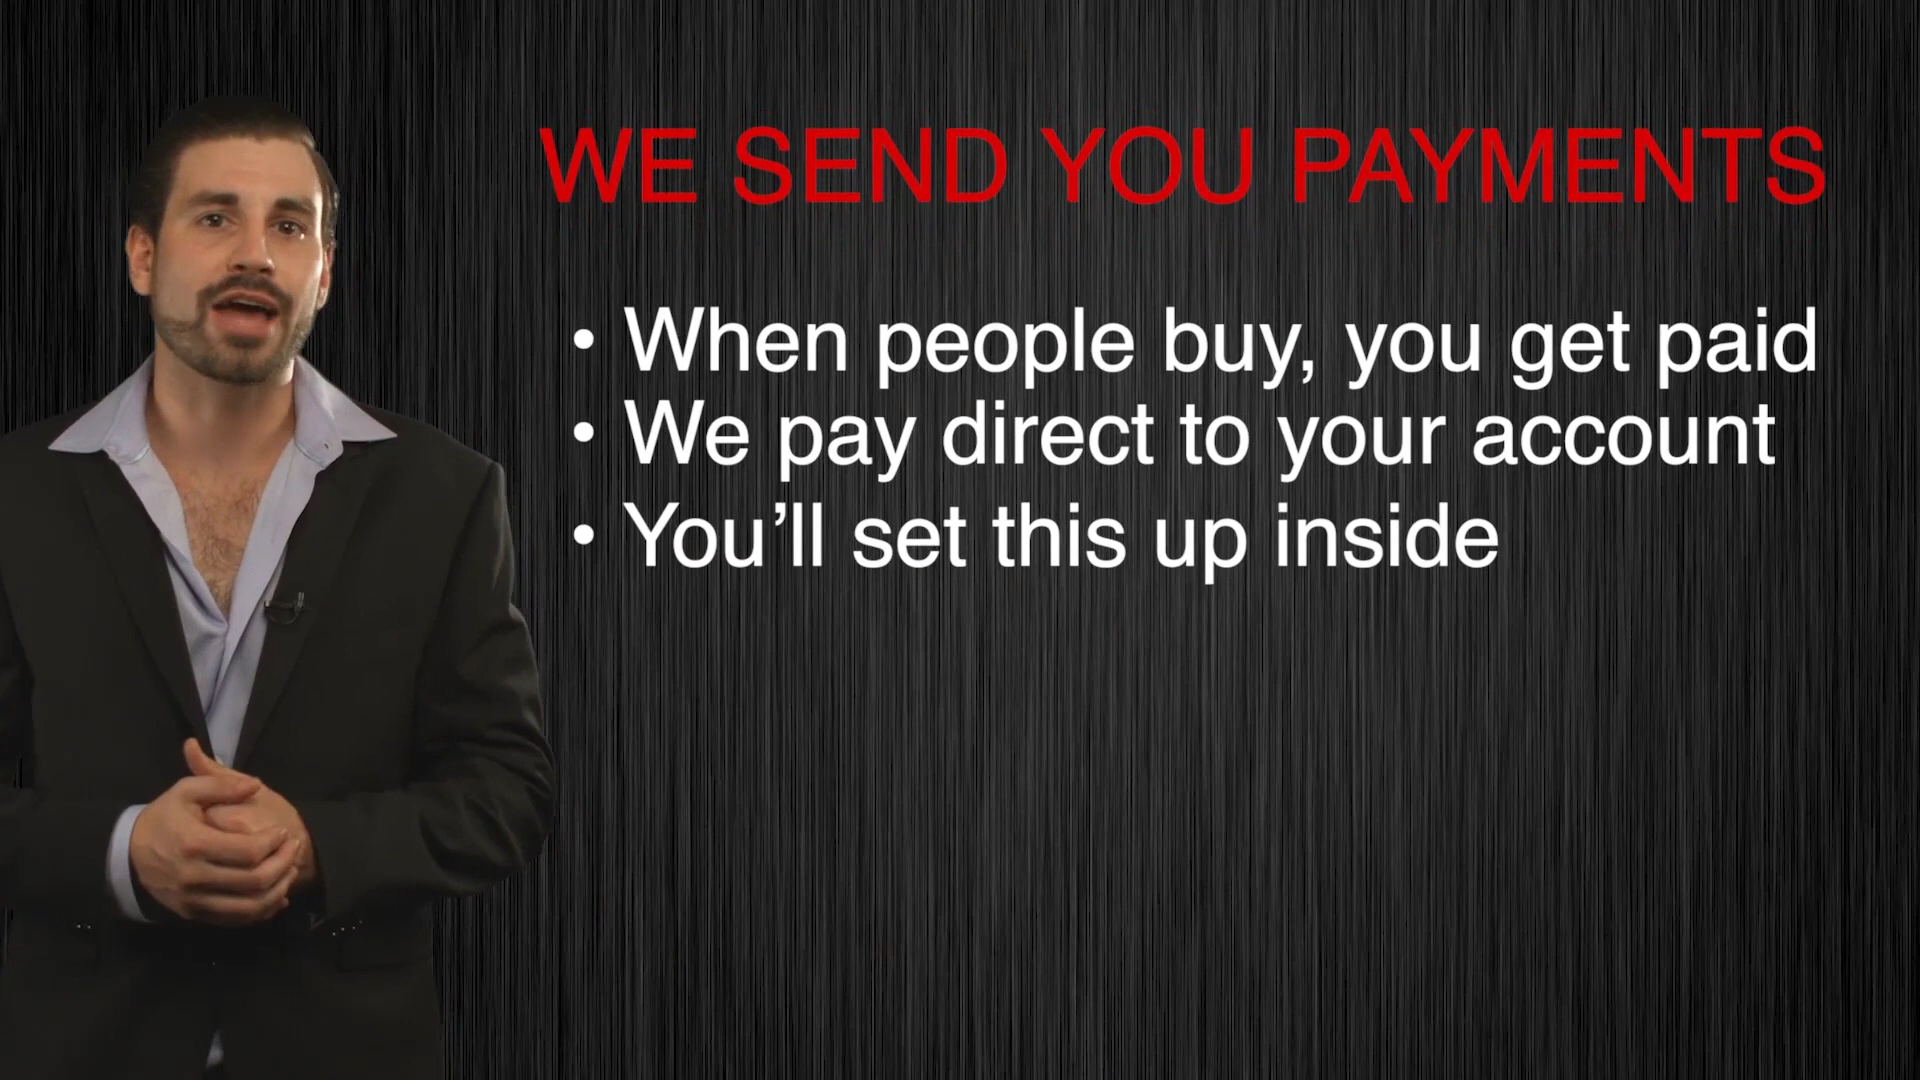 WE SEND YOU PAYMENTS
• When people buy, you get paid
• We pay direct to your account
• You’ll set this up inside